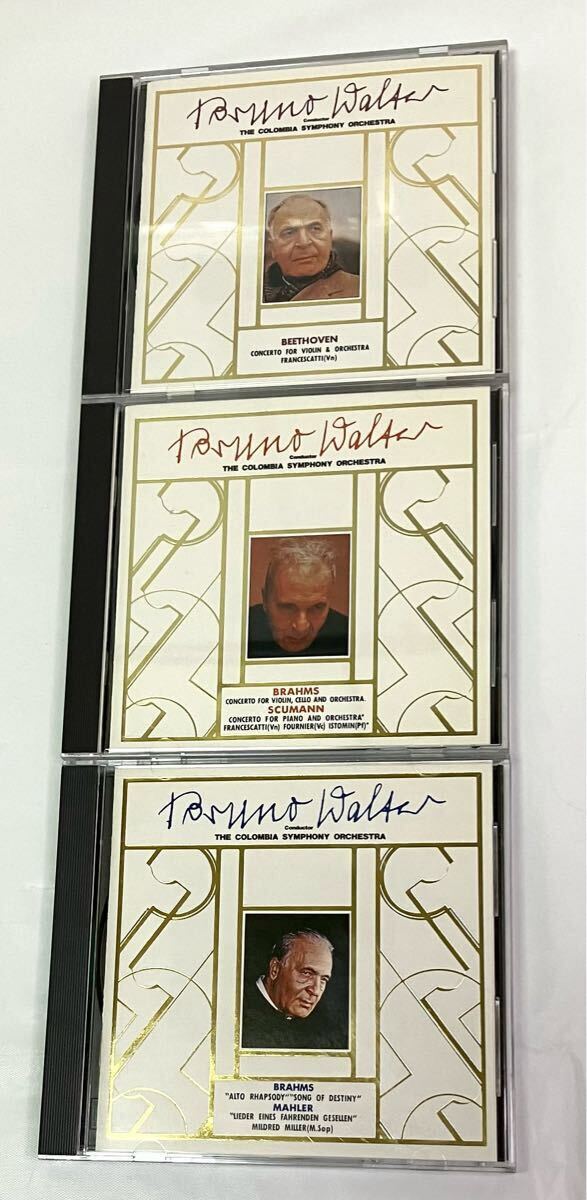 Bruno Walter
Conductor
THE COLOMBIA SYMPHONY ORCHESTRA
BEETHOVEN
CONCERTO FOR VIOLIN & ORCHESTRA
FRANCESCATTI(Vn)
Bruno Walter
Conductor
THE COLOMBIA SYMPHONY ORCHESTRA
BRAHMS
CONCERTO FOR VIOLIN, CELLO AND ORCHESTRA.
SCUMANN
CONCERTO FOR PIANO AND ORCHESTRA"
FRANCESCATTI(Vn) FOURNIER(Vc) ISTOMIN(Pf)"
Bruno Walter
Conductor
THE COLOMBIA SYMPHONY ORCHESTRA
BRAHMS
"ALTO RHAPSODY""SONG OF DESTINY"
MAHLER
"LIEDER EINES FAHRENDEN GESELLEN"
MILDRED MILLER(M.Sop)